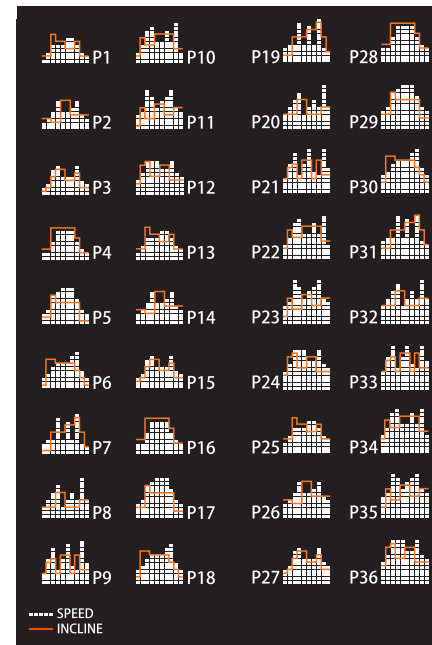 P1 P10 P19 P28
P2 P11 P20 P29
P3 P12 P21 P30
P4 P13 P22 P31
P5 P14 P23 P32
P6 P15 P24 P33
P7 P16 P25 P34
P8 P17 P26 P35
P9 P18 P27 P36
SPEED
INCLINE